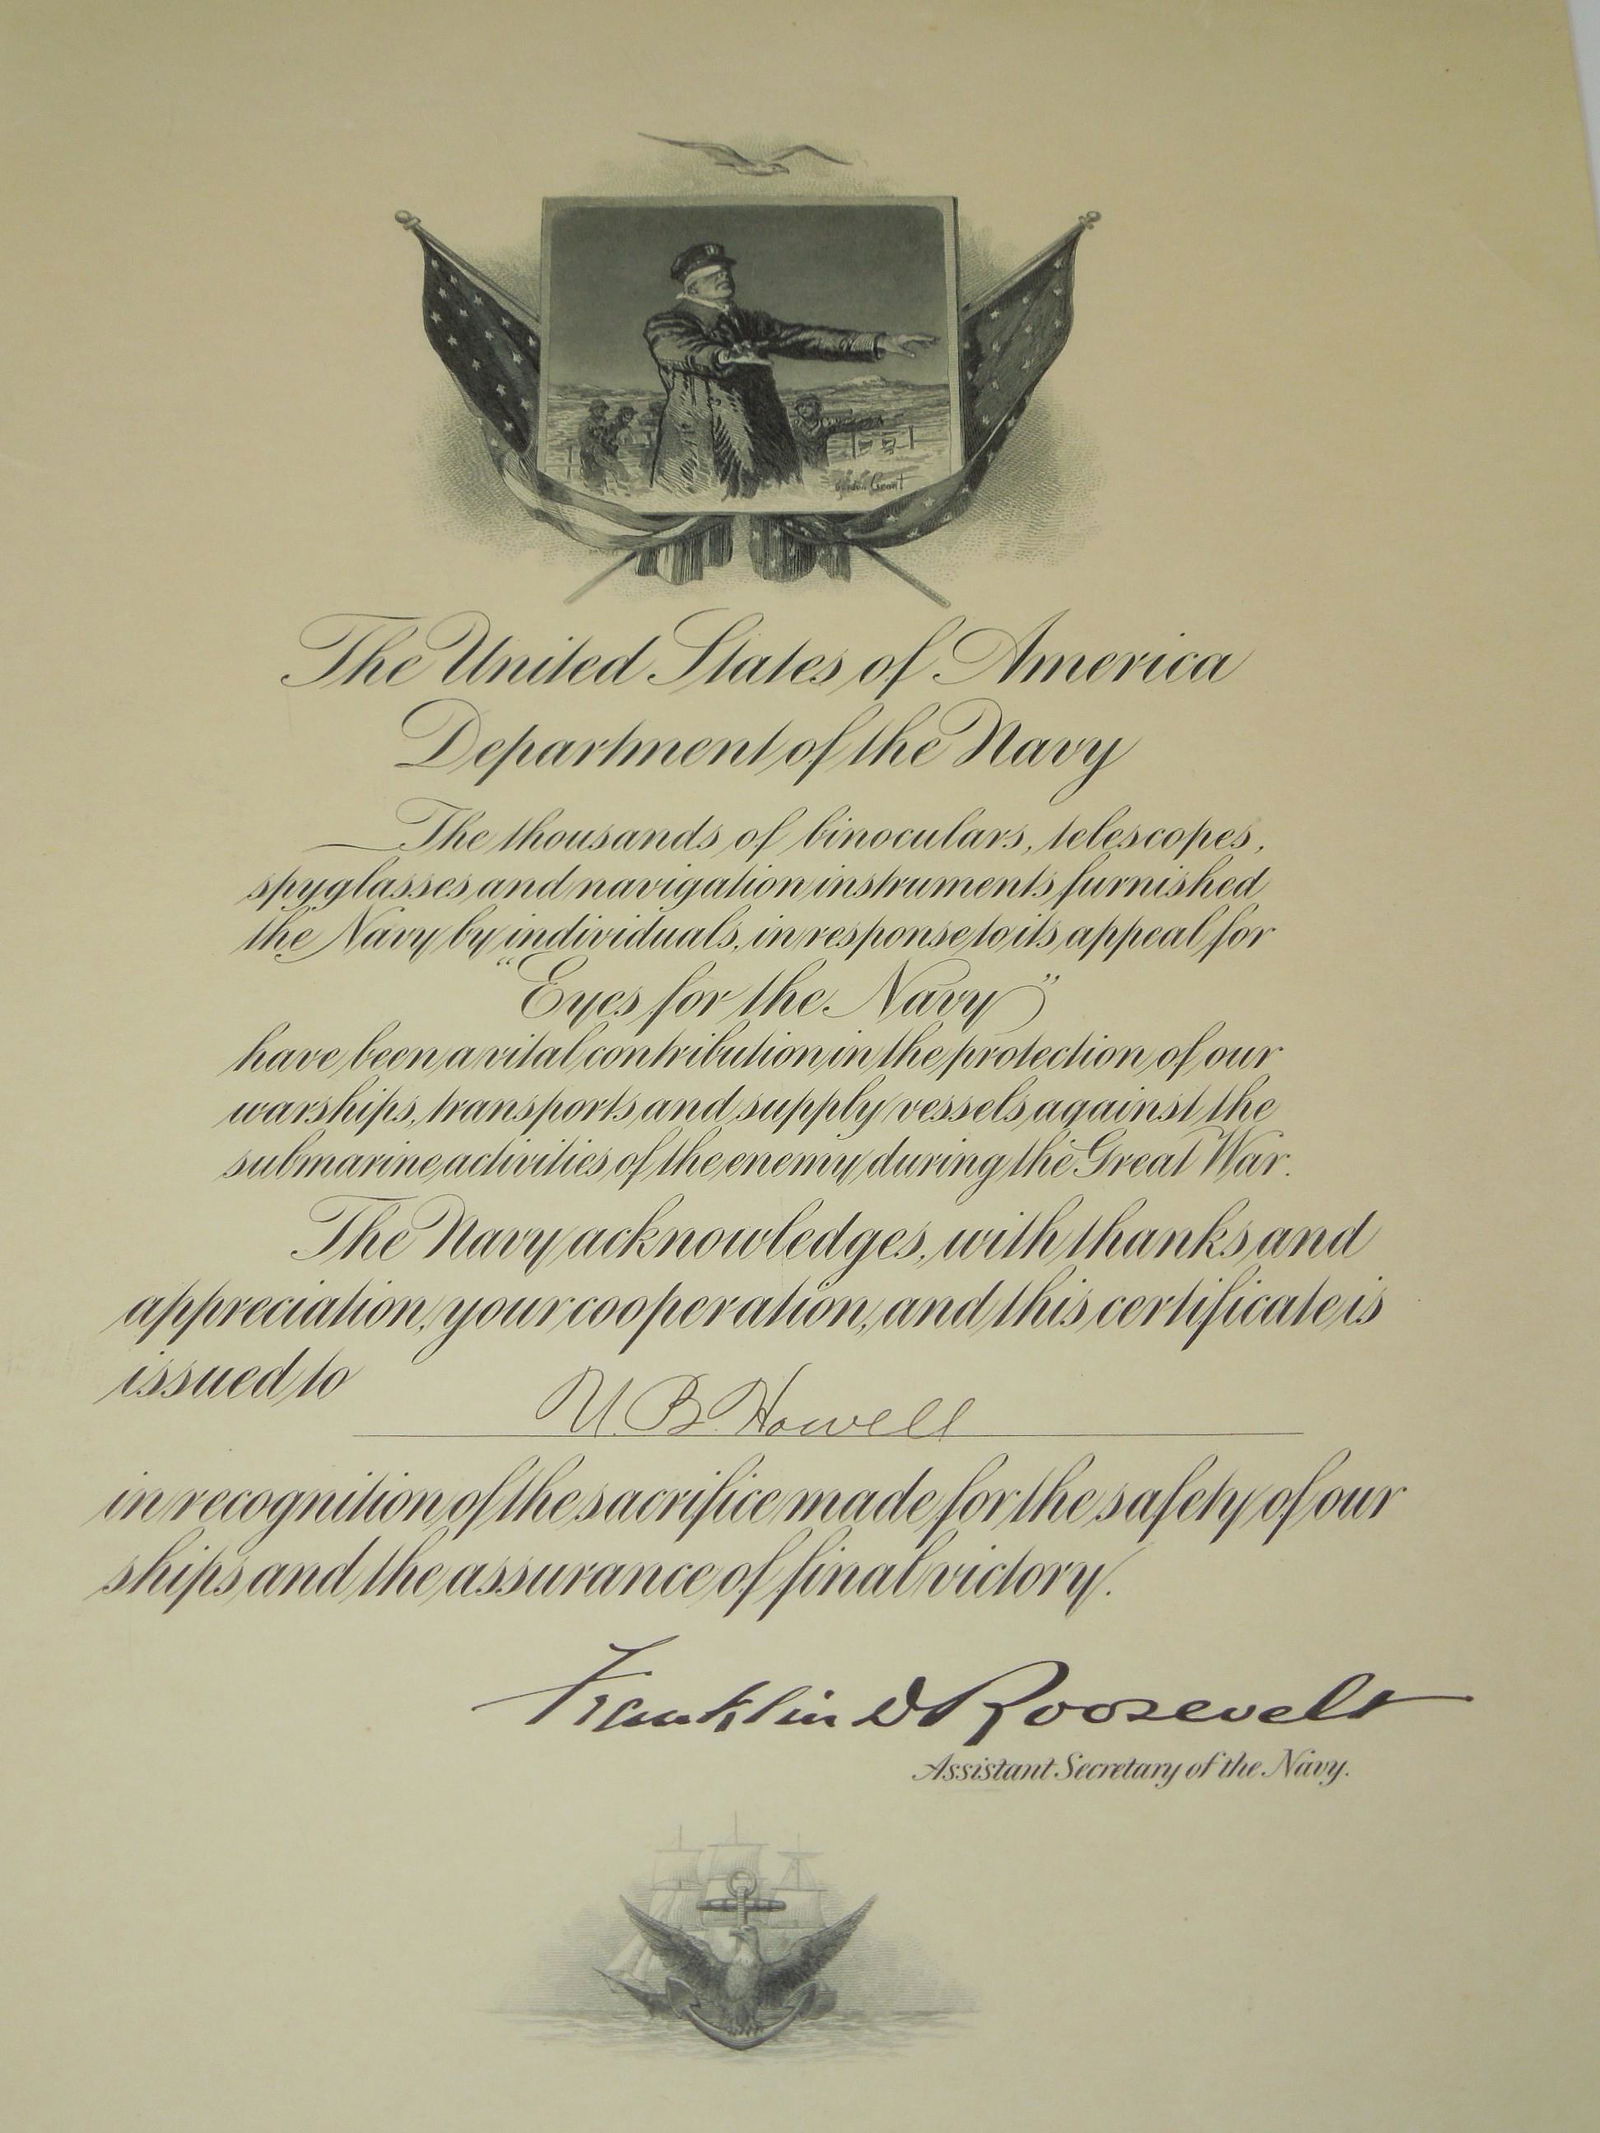 Gordon Grant
The United States of America
Department of the Navy
The thousands of binoculars, telescopes,
spyglasses and navigation instruments furnished
the Navy by individuals, in response to its appeal for
"Eyes for the Navy"
have been a vital contribution in the protection of our
warships, transports and supply vessels against the
submarine activities of the enemy during the Great War.
The Navy acknowledges, with thanks and
appreciation, your cooperation, and this certificate is
issued to
U. B. Howell
in recognition of the sacrifice made for the safety of our
ships and the assurance of final victory.
Franklin D Roosevelt
Assistant Secretary of the Navy.